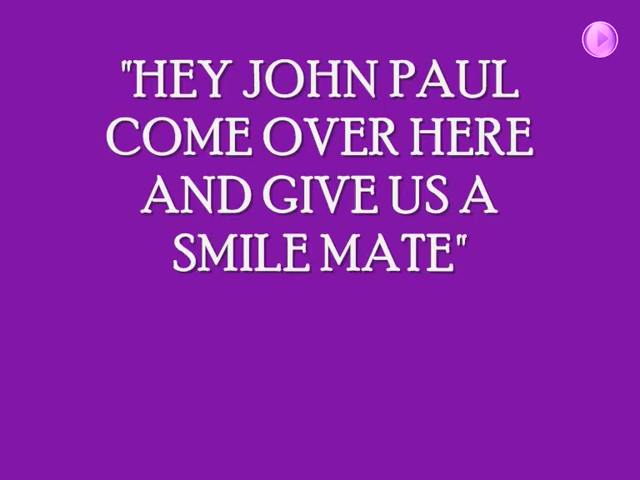 "HEY JOHN PAUL
COME OVER HERE
AND GIVE US A
SMILE MATE"